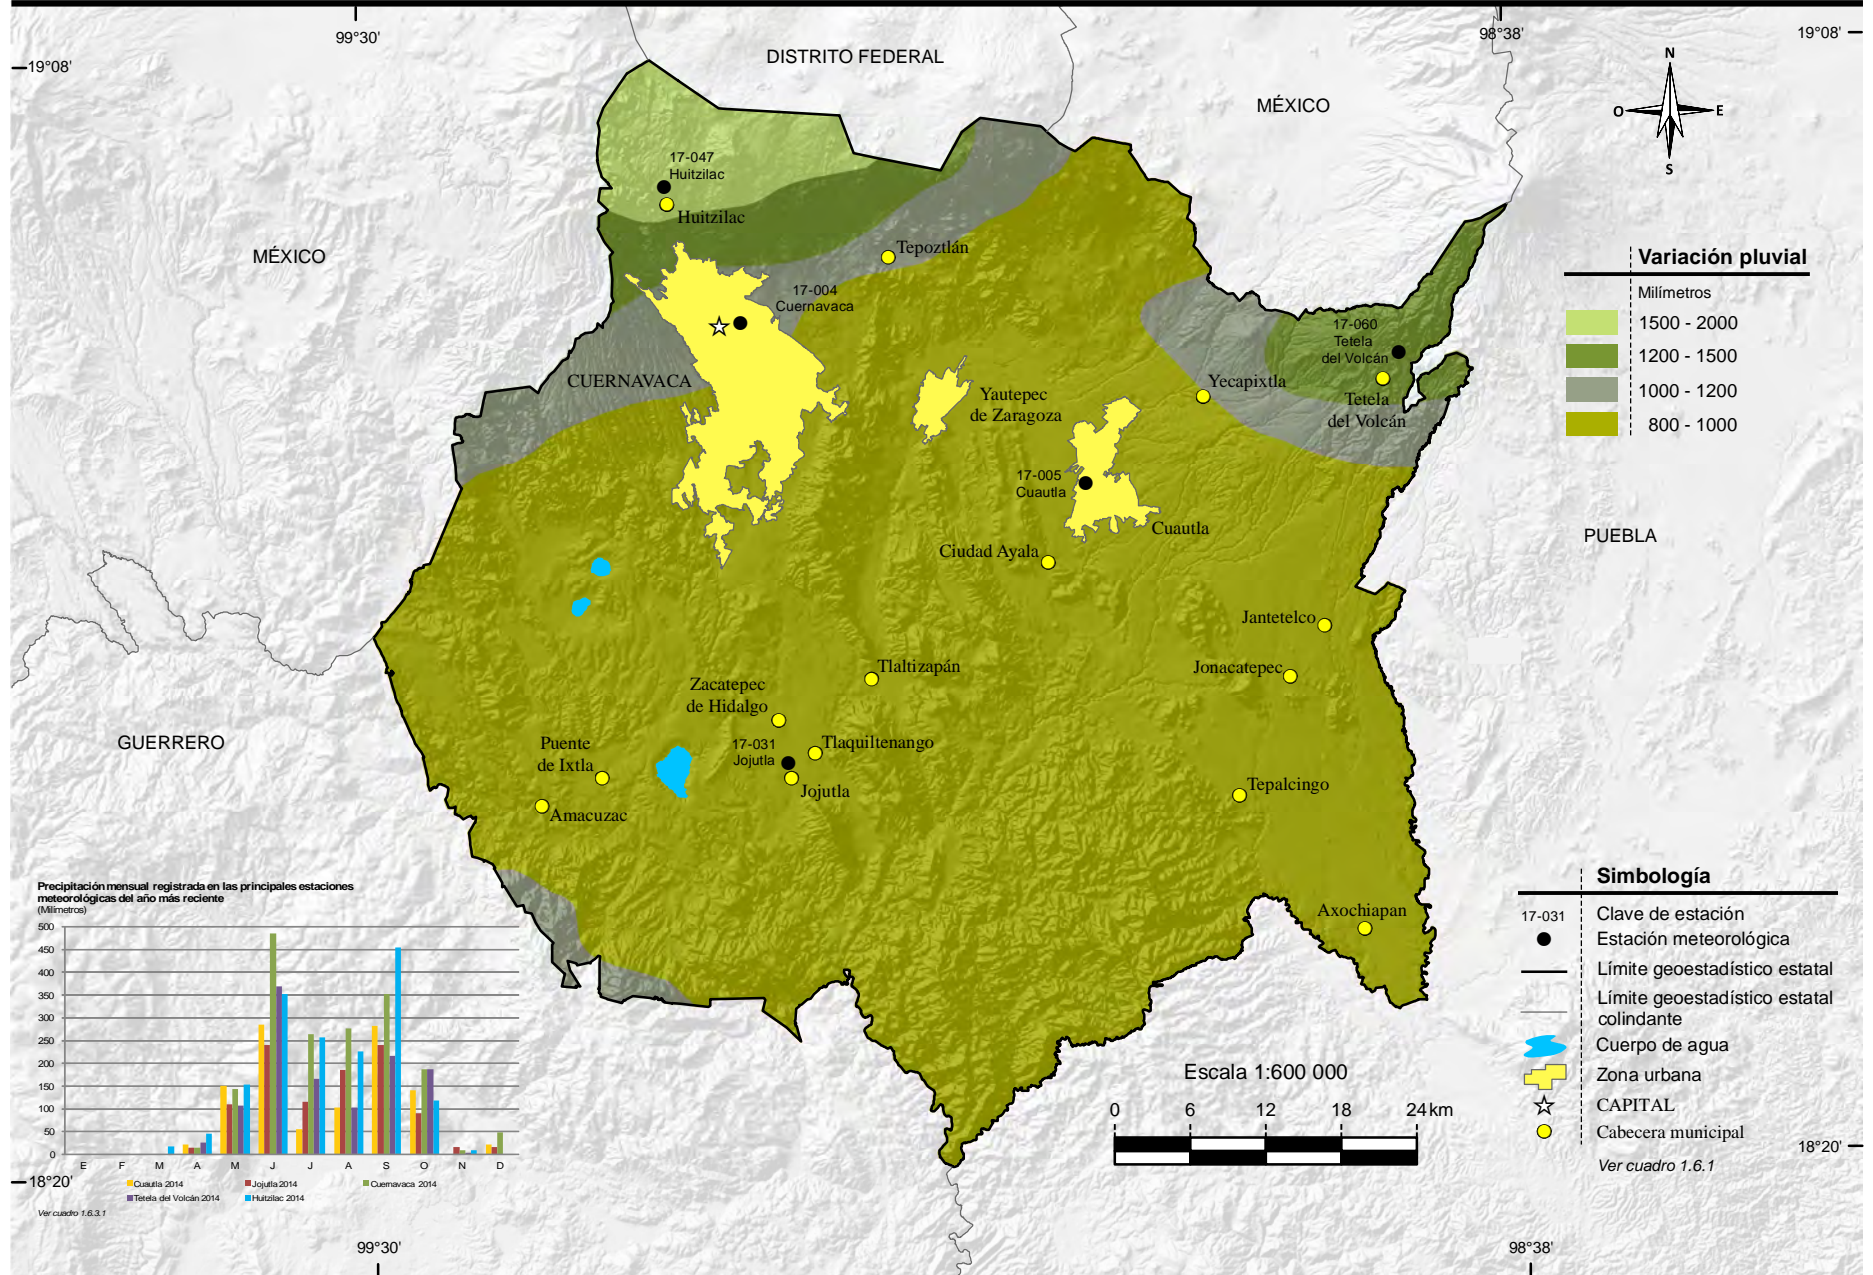 99°30'
98°38'
19°08'
19°08'
DISTRITO FEDERAL
MÉXICO
MÉXICO
PUEBLA
GUERRERO
N
O
E
S
17-047
Huitzilac
Huitzilac
Tepoztlán
17-004
Cuernavaca
CUERNAVACA
17-060
Tetela
del Volcán
Tetela
del Volcán
Yecapixtla
Yautepec
de Zaragoza
17-005
Cuautla
Cuautla
Ciudad Ayala
Jantetelco
Jonacatepec
Tlaltizapán
Zacatepec
de Hidalgo
17-031
Jojutla
Tlaquiltenango
Jojutla
Puente
de Ixtla
Amacuzac
Tepalcingo
Axochiapan
Variación pluvial
Milímetros
1500 - 2000
1200 - 1500
1000 - 1200
800 - 1000
Simbología
17-031 Clave de estación
Estación meteorológica
Límite geoestadístico estatal
Límite geoestadístico estatal
colindante
Cuerpo de agua
Zona urbana
CAPITAL
Cabecera municipal
Ver cuadro 1.6.1
Escala 1:600 000
0 6 12 18 24 km
Precipitación mensual registrada en las principales estaciones
meteorológicas del año más reciente
(Milímetros)
500
450
400
350
300
250
200
150
100
50
0
E F M A M J J A S O N D
Cuautla 2014 Jojutla 2014 Cuernavaca 2014
Tetela del Volcán 2014 Huitzilac 2014
Ver cuadro 1.6.3.1
18°20'
18°20'
99°30'
98°38'